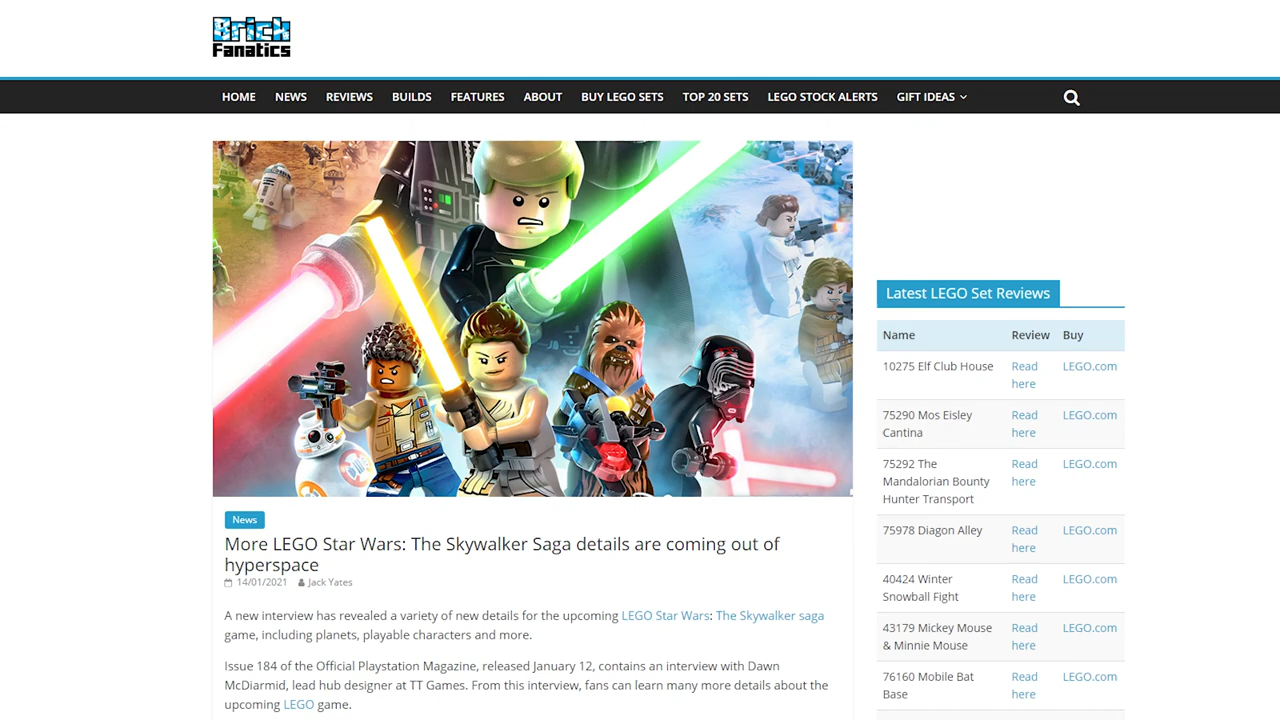 Brick
Fanatics
HOME NEWS REVIEWS BUILDS FEATURES ABOUT BUY LEGO SETS TOP 20 SETS LEGO STOCK ALERTS GIFT IDEAS
News
More LEGO Star Wars: The Skywalker Saga details are coming out of
hyperspace
14/01/2021 Jack Yates
A new interview has revealed a variety of new details for the upcoming LEGO Star Wars: The Skywalker saga
game, including planets, playable characters and more.
Issue 184 of the Official Playstation Magazine, released January 12, contains an interview with Dawn
McDiarmid, lead hub designer at TT Games. From this interview, fans can learn many more details about the
upcoming LEGO game.
Latest LEGO Set Reviews
Name Review Buy
10275 Elf Club House Read LEGO.com
here
75290 Mos Eisley Read LEGO.com
Cantina here
75292 The Read LEGO.com
Mandalorian Bounty here
Hunter Transport
75978 Diagon Alley Read LEGO.com
here
40424 Winter Read LEGO.com
Snowball Fight here
43179 Mickey Mouse Read LEGO.com
& Minnie Mouse here
76160 Mobile Bat Read LEGO.com
Base here